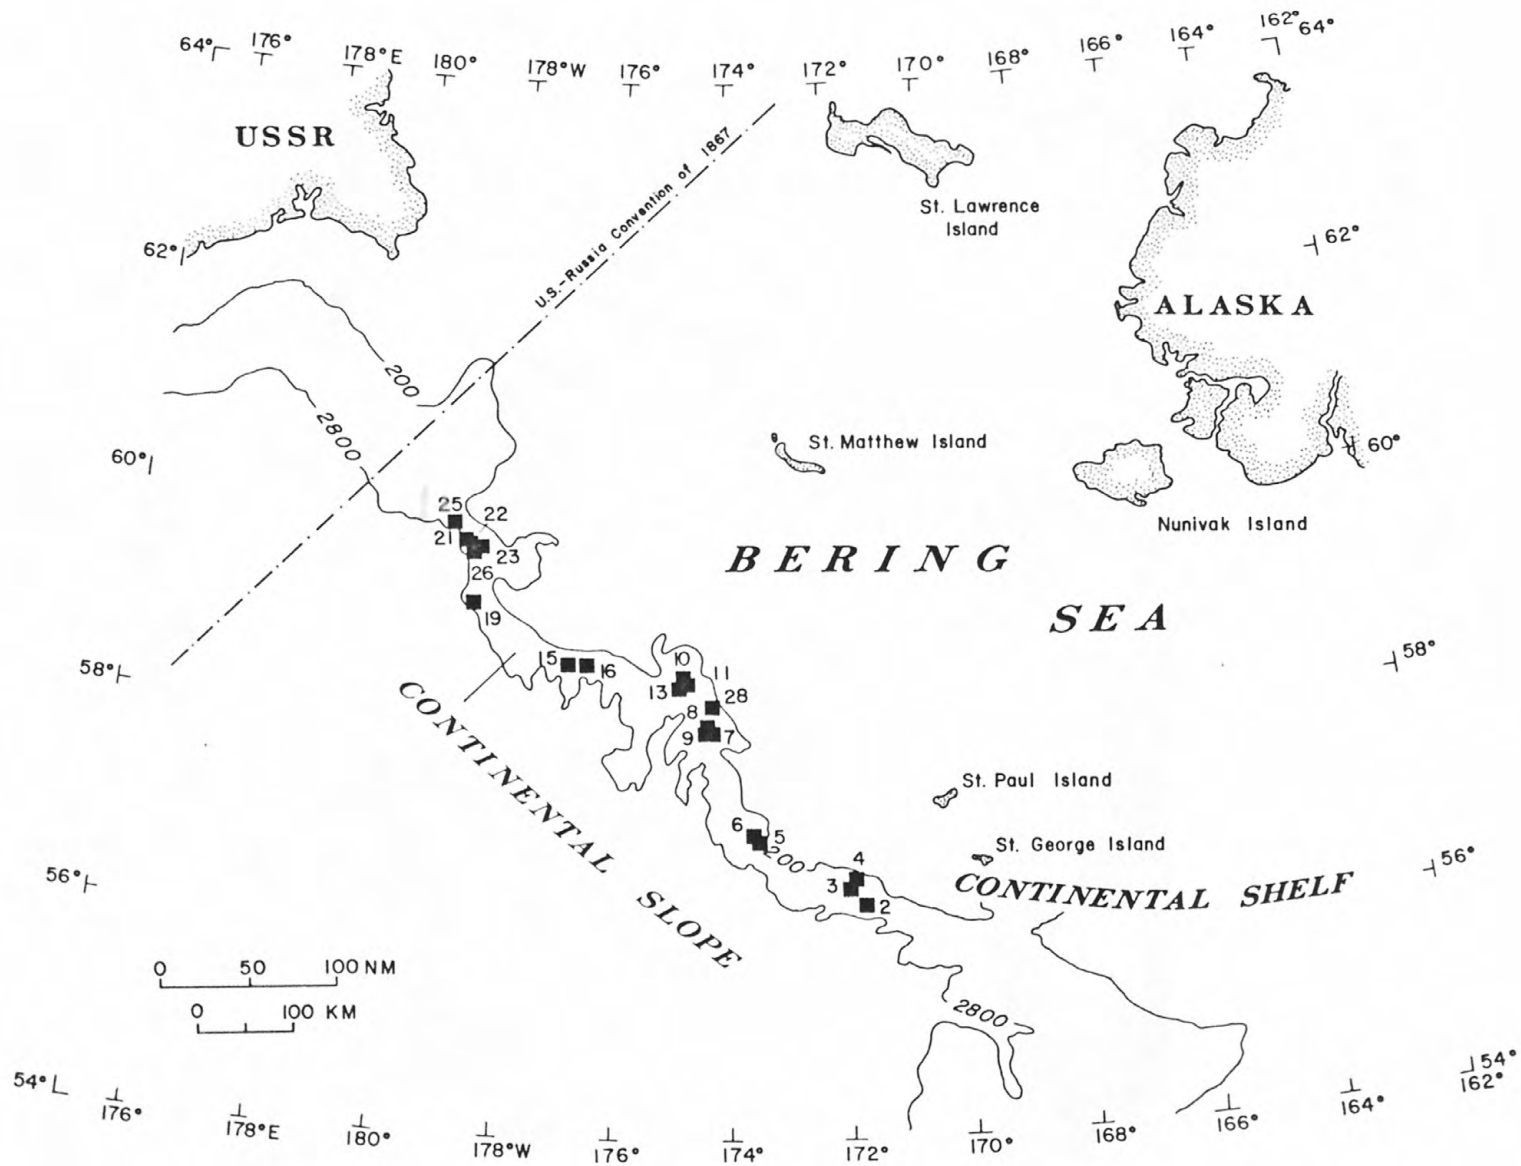 64° 176° 178°E 180° 178°W 176° 174° 172° 170° 168° 166° 164° 162° 64°
USSR
U.S.-Russia Convention of 1867
St. Lawrence
Island
62°
62°
ALASKA
200
2800
St. Matthew Island
60°
60°
Nunivak Island
25
22
21
23
26
BERING
SEA
19
58°
58°
15
16
10
11
13
28
8
9
7
CONTINENTAL SLOPE
St. Paul Island
6
5
200
St. George Island
4
3
2
CONTINENTAL SHELF
56°
56°
0 50 100 NM
0 100 KM
2800
54°
54°
176° 178°E 180° 178°W 176° 174° 172° 170° 168° 166° 164° 162°